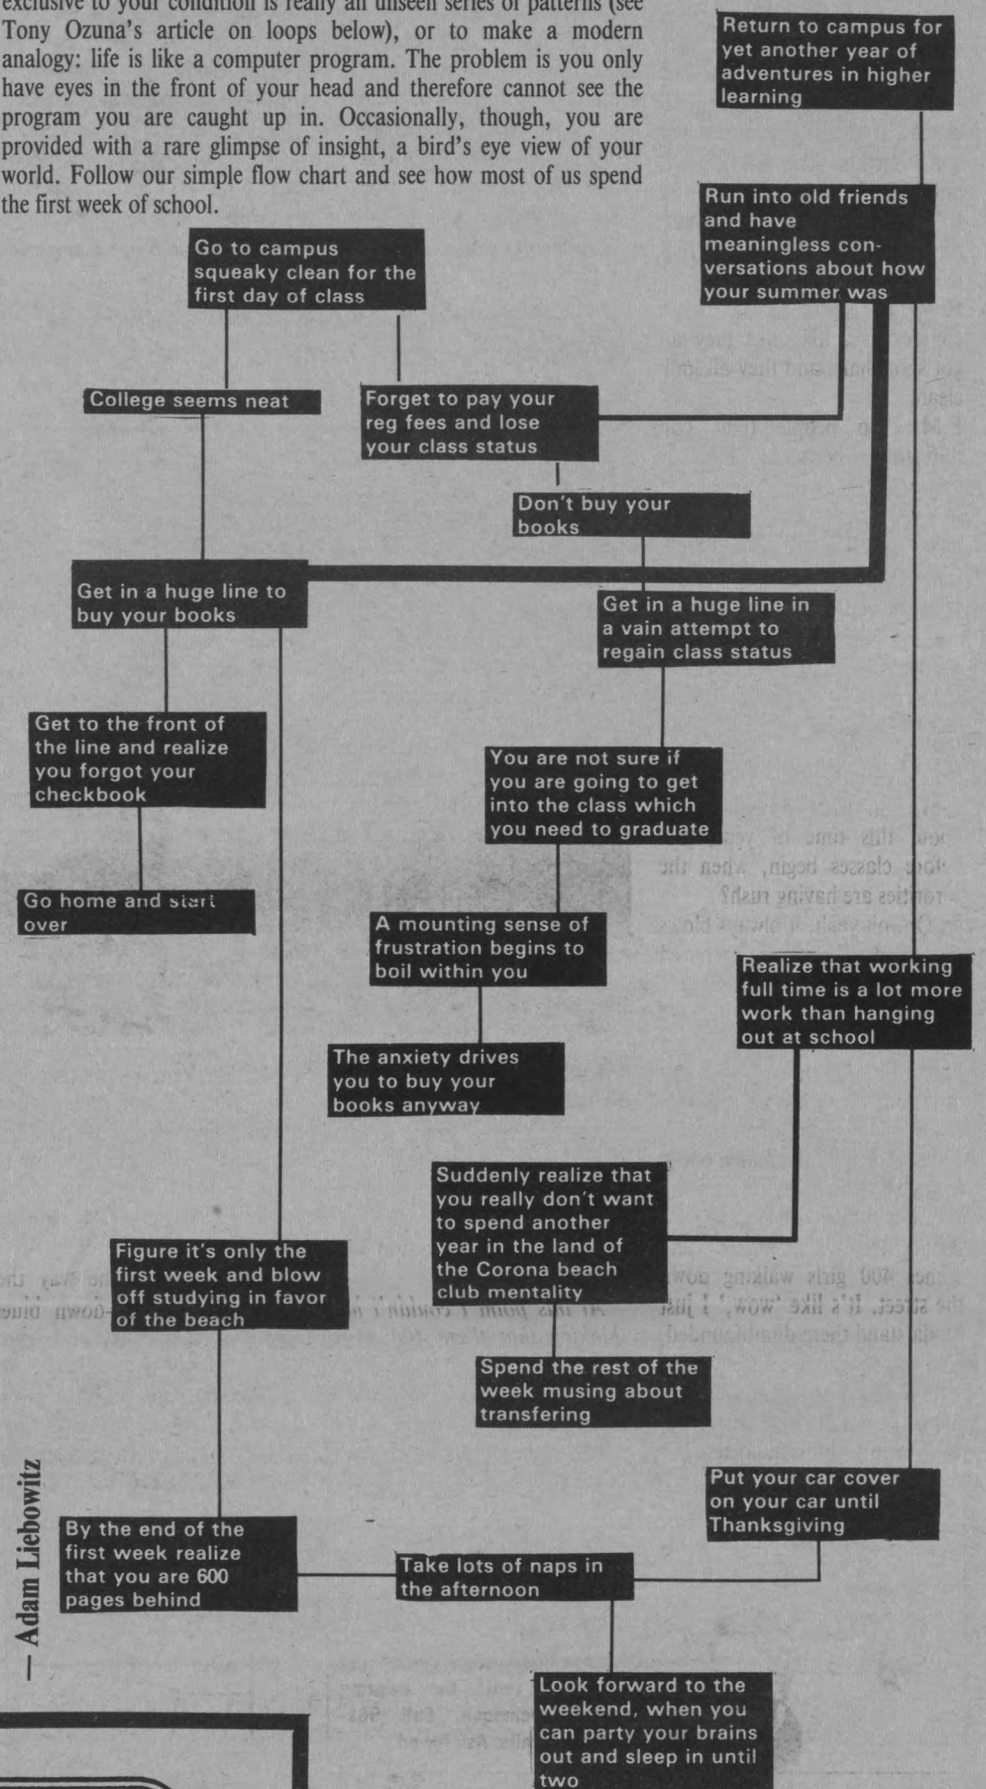 exclusive to your condition is really an unseen series of patterns (see
Tony Ozuna's article on loops below), or to make a modern
analogy: life is like a computer program. The problem is you only
have eyes in the front of your head and therefore cannot see the
program you are caught up in. Occasionally, though, you are
provided with a rare glimpse of insight, a bird's eye view of your
world. Follow our simple flow chart and see how most of us spend
the first week of school.
Return to campus for
yet another year of
adventures in higher
learning
Run into old friends
and have
meaningless con-
versations about how
your summer was
Go to campus
squeaky clean for the
first day of class
College seems neat
Forget to pay your
reg fees and lose
your class status
Don't buy your
books
Get in a huge line to
buy your books
Get in a huge line in
a vain attempt to
regain class status
Get to the front of
the line and realize
you forgot your
checkbook
You are not sure if
you are going to get
into the class which
you need to graduate
Go home and start
over
A mounting sense of
frustration begins to
boil within you
Realize that working
full time is a lot more
work than hanging
out at school
The anxiety drives
you to buy your
books anyway
Suddenly realize that
you really don't want
to spend another
year in the land of
the Corona beach
club mentality
Figure it's only the
first week and blow
off studying in favor
of the beach
Spend the rest of the
week musing about
transfering
Put your car cover
on your car until
Thanksgiving
By the end of the
first week realize
that you are 600
pages behind
Take lots of naps in
the afternoon
Look forward to the
weekend, when you
can party your brains
out and sleep in until
two
— Adam Liebowitz